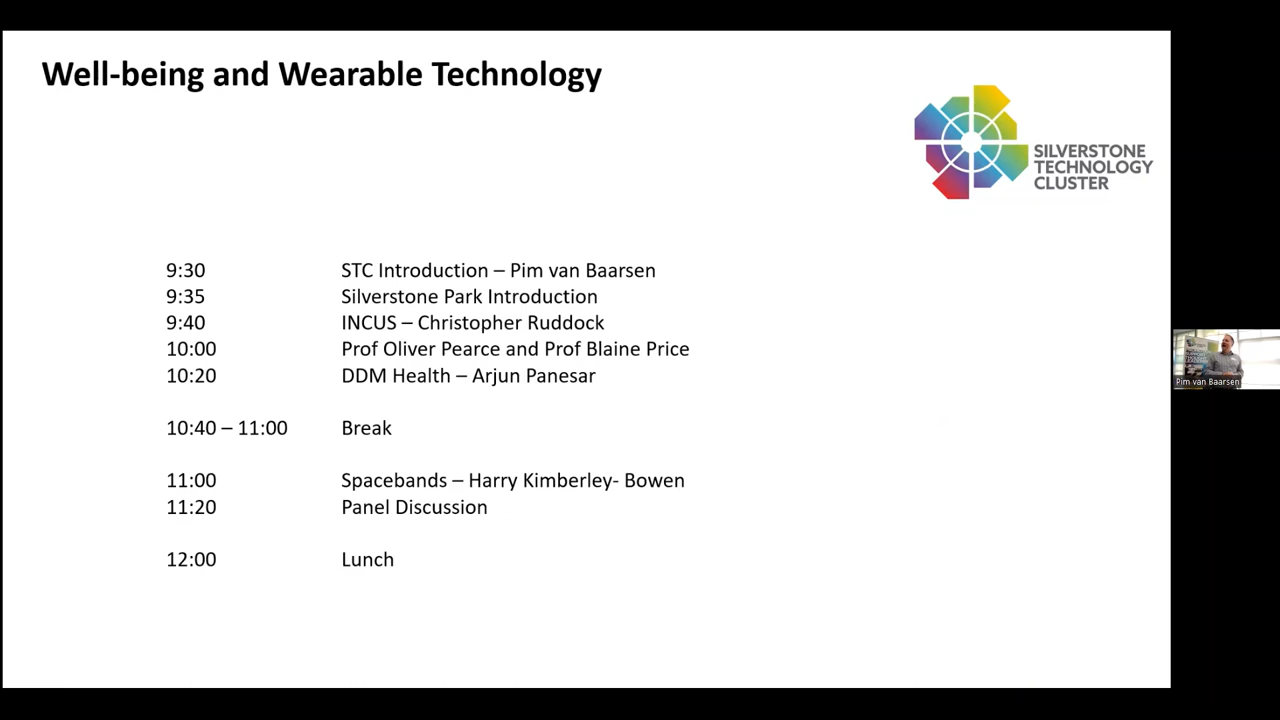 Well-being and Wearable Technology
SILVERSTONE
TECHNOLOGY
CLUSTER
9:30 STC Introduction – Pim van Baarsen
9:35 Silverstone Park Introduction
9:40 INCUS – Christopher Ruddock
10:00 Prof Oliver Pearce and Prof Blaine Price
10:20 DDM Health – Arjun Panesar
10:40 – 11:00 Break
11:00 Spacebands – Harry Kimberley- Bowen
11:20 Panel Discussion
12:00 Lunch
Pim van Baarsen